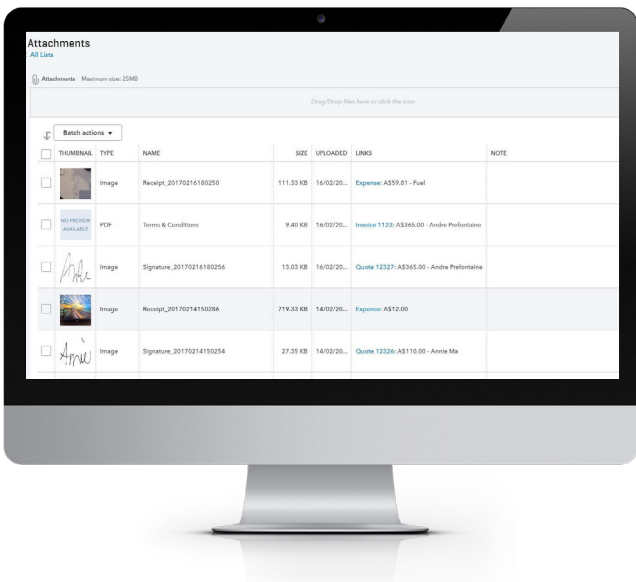 Attachments
All Lists
Attachments Maximum size: 25MB
Drag/Drop files here or click the icon
Batch actions
THUMBNAIL TYPE NAME SIZE UPLOADED LINKS NOTE
Image Receipt_20170216180250 111.33 KB 16/02/20... Expense: A$59.81 - Fuel
NO PREVIEW AVAILABLE PDF Terms & Conditions 9.40 KB 16/02/20... Invoice 1123: A$365.00 - Andre Prefontaine
Image Signature_20170216180256 13.03 KB 16/02/20... Quote 12327: A$365.00 - Andre Prefontaine
Image Receipt_20170214150286 719.33 KB 14/02/20... Expense: A$12.00
Annie Image Signature_20170214150254 27.35 KB 14/02/20... Quote 12326: A$110.00 - Annie Ma